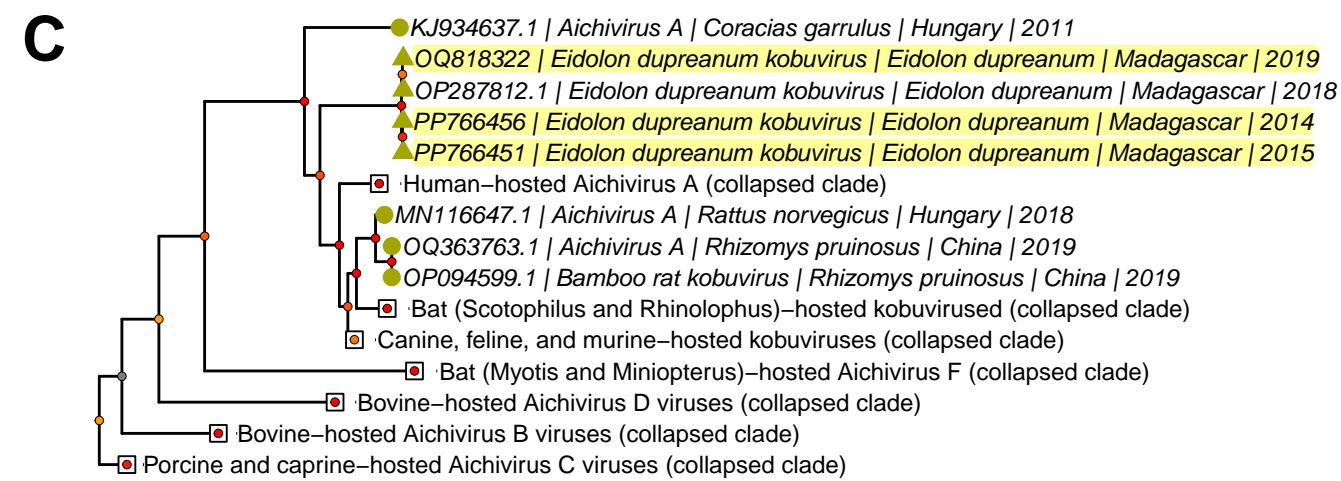 C
KJ934637.1 | Aichivirus A | Coracias garrulus | Hungary | 2011
OQ818322 | Eidolon dupreanum kobuvirus | Eidolon dupreanum | Madagascar | 2019
OP287812.1 | Eidolon dupreanum kobuvirus | Eidolon dupreanum | Madagascar | 2018
PP766456 | Eidolon dupreanum kobuvirus | Eidolon dupreanum | Madagascar | 2014
PP766451 | Eidolon dupreanum kobuvirus | Eidolon dupreanum | Madagascar | 2015
Human−hosted Aichivirus A (collapsed clade)
MN116647.1 | Aichivirus A | Rattus norvegicus | Hungary | 2018
OQ363763.1 | Aichivirus A | Rhizomys pruinosus | China | 2019
OP094599.1 | Bamboo rat kobuvirus | Rhizomys pruinosus | China | 2019
Bat (Scotophilus and Rhinolophus)−hosted kobuvirused (collapsed clade)
Canine, feline, and murine−hosted kobuviruses (collapsed clade)
Bat (Myotis and Miniopterus)−hosted Aichivirus F (collapsed clade)
Bovine−hosted Aichivirus D viruses (collapsed clade)
Bovine−hosted Aichivirus B viruses (collapsed clade)
Porcine and caprine−hosted Aichivirus C viruses (collapsed clade)